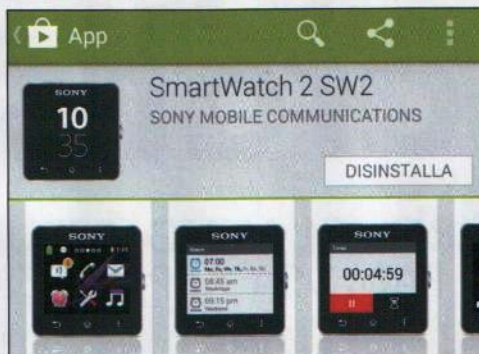 App
SmartWatch 2 SW2
SONY MOBILE COMMUNICATIONS
DISINSTALLA
SONY
10
35
SONY
SONY
07:00
08:45 am
09:15 pm
SONY
Timer
00:04:59